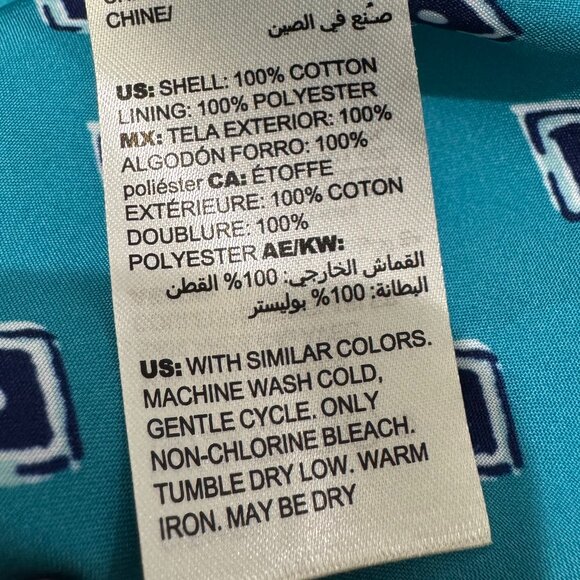 CHINE/
صنع في الصين
US: SHELL: 100% COTTON
LINING: 100% POLYESTER
MX: TELA EXTERIOR: 100%
ALGODÓN FORRO: 100%
poliéster CA: ÉTOFFE
EXTÉRIEURE: 100% COTON
DOUBLURE: 100%
POLYESTER AE/KW:
القماش الخارجي: 100% القطن
البطانة: 100% بوليستر
US: WITH SIMILAR COLORS.
MACHINE WASH COLD,
GENTLE CYCLE. ONLY
NON-CHLORINE BLEACH.
TUMBLE DRY LOW. WARM
IRON. MAY BE DRY